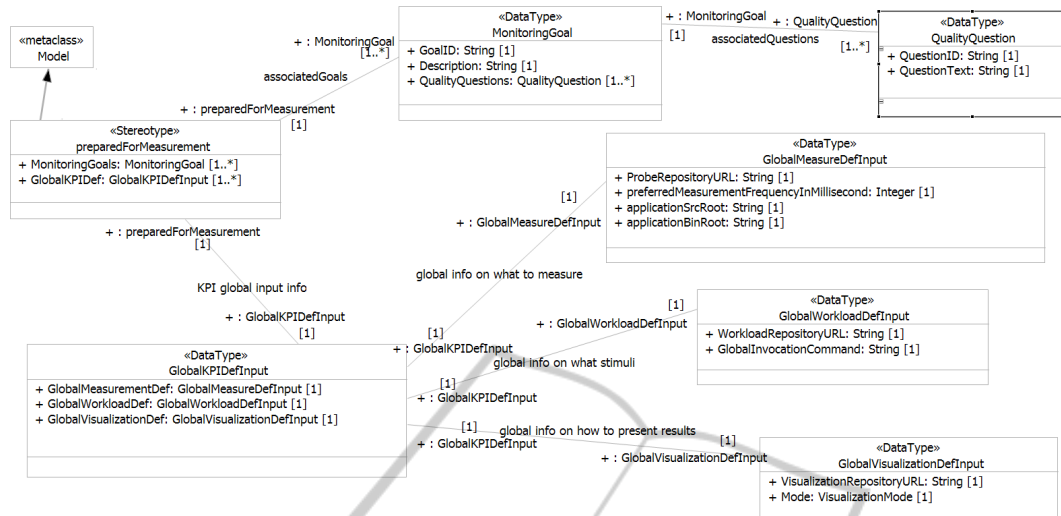 «metaclass»
Model
«Stereotype»
preparedForMeasurement
+ MonitoringGoals: MonitoringGoal [1..*]
+ GlobalKPIDef: GlobalKPIDefInput [1..*]
+ : MonitoringGoal
[1..*]
associatedGoals
+ : preparedForMeasurement
[1]
«DataType»
MonitoringGoal
+ GoalID: String [1]
+ Description: String [1]
+ QualityQuestions: QualityQuestion [1..*]
+ : MonitoringGoal
[1]
+ : QualityQuestion
associatedQuestions
[1..*]
«DataType»
QualityQuestion
+ QuestionID: String [1]
+ QuestionText: String [1]
«DataType»
GlobalMeasureDefInput
+ ProbeRepositoryURL: String [1]
+ preferredMeasurementFrequencyInMillisecond: Integer [1]
+ applicationSrcRoot: String [1]
+ applicationBinRoot: String [1]
[1]
+ : GlobalMeasureDefInput
global info on what to measure
[1]
+ : GlobalKPIDefInput
+ : preparedForMeasurement
[1]
KPI global input info
+ : GlobalKPIDefInput
[1]
«DataType»
GlobalKPIDefInput
+ GlobalMeasurementDef: GlobalMeasureDefInput [1]
+ GlobalWorkloadDef: GlobalWorkloadDefInput [1]
+ GlobalVisualizationDef: GlobalVisualizationDefInput [1]
[1]
+ : GlobalWorkloadDefInput
global info on what stimuli
[1]
+ : GlobalKPIDefInput
«DataType»
GlobalWorkloadDefInput
+ WorkloadRepositoryURL: String [1]
+ GlobalInvocationCommand: String [1]
[1]
global info on how to present results
[1]
+ : GlobalKPIDefInput
+ : GlobalVisualizationDefInput
«DataType»
GlobalVisualizationDefInput
+ VisualizationRepositoryURL: String [1]
+ Mode: VisualizationMode [1]